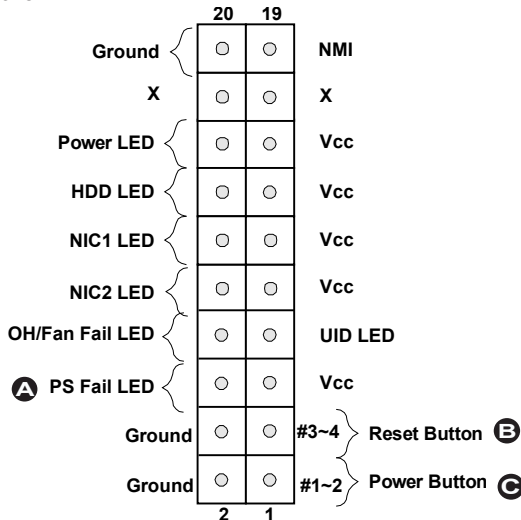 20 19
Ground NMI
X X
Power LED Vcc
HDD LED Vcc
NIC1 LED Vcc
NIC2 LED Vcc
OH/Fan Fail LED UID LED
A PS Fail LED Vcc
Ground #3~4 Reset Button B
Ground #1~2 Power Button C
2 1